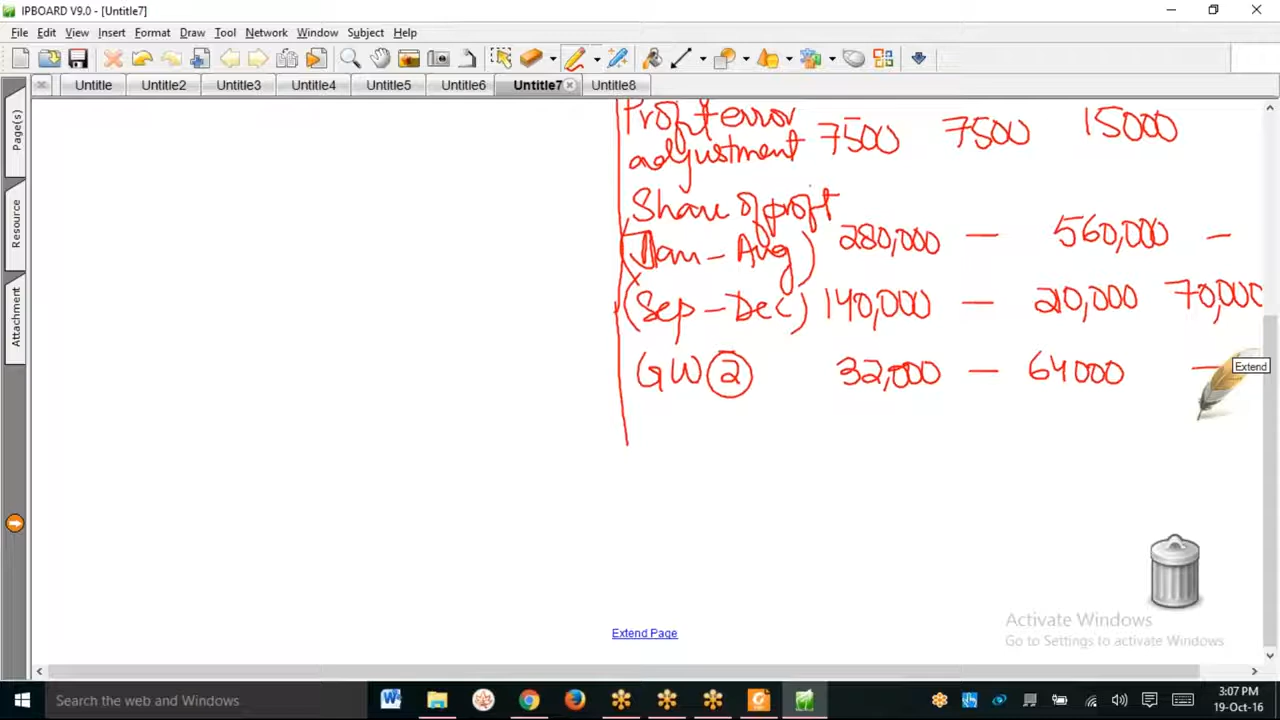 IPBOARD V9.0 - [Untitle7]
File Edit View Insert Format Draw Tool Network Window Subject Help
Untitle Untitle2 Untitle3 Untitle4 Untitle5 Untitle6 Untitle7 Untitle8
Page(s)
Resource
Attachment
Profit error
adjustment 7500 7500 15000
Share of profit
(Jan - Aug) 280,000 — 560,000 —
(Sep - Dec) 140,000 — 210,000 70,000
GW 2 32,000 — 64000 —
Extend
Extend Page
Activate Windows
Go to Settings to activate Windows
Search the web and Windows
3:07 PM
19-Oct-16